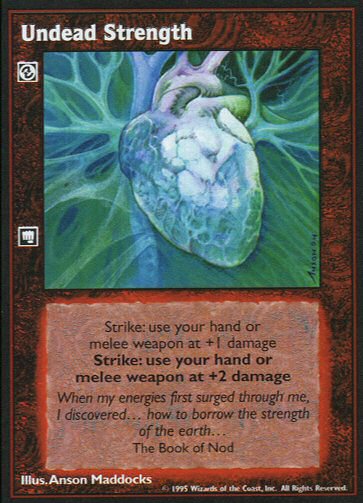 Undead Strength
ANSON M
Strike: use your hand or
melee weapon at +1 damage
Strike: use your hand or
melee weapon at +2 damage
When my energies first surged through me,
I discovered... how to borrow the strength
of the earth...
The Book of Nod
Illus. Anson Maddocks
© 1995 Wizards of the Coast, Inc. All Rights Reserved.